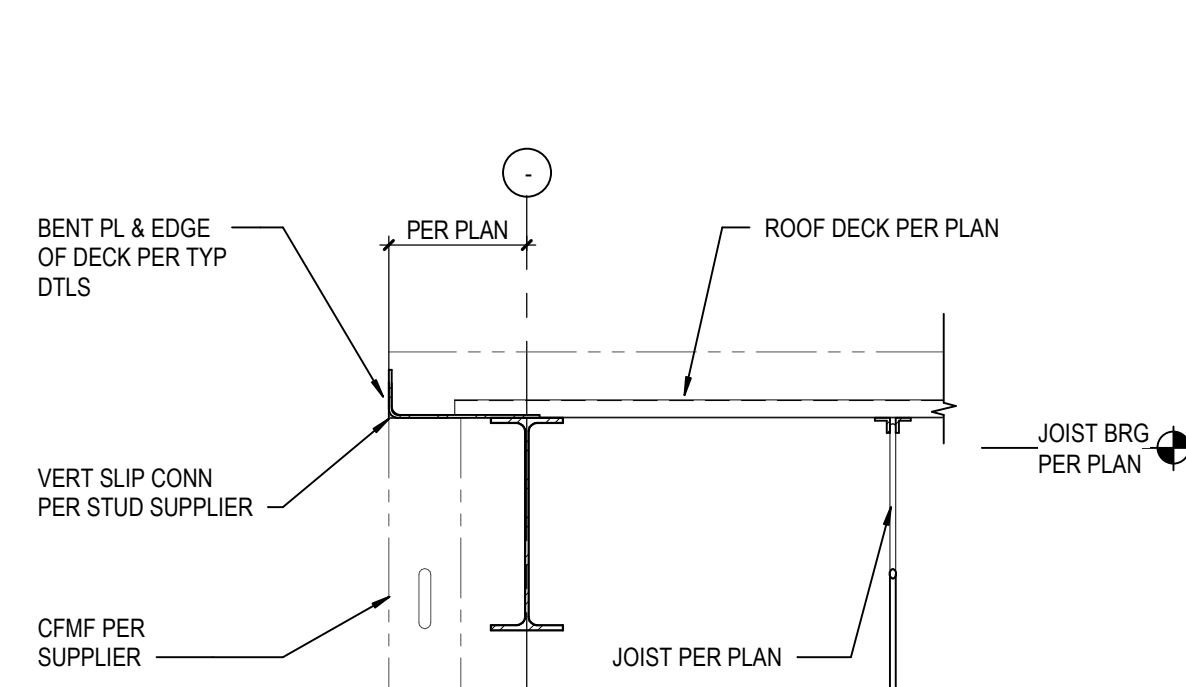 -
BENT PL & EDGE
OF DECK PER TYP
DTLS
PER PLAN
ROOF DECK PER PLAN
JOIST BRG
PER PLAN
VERT SLIP CONN
PER STUD SUPPLIER
CFMF PER
SUPPLIER
JOIST PER PLAN